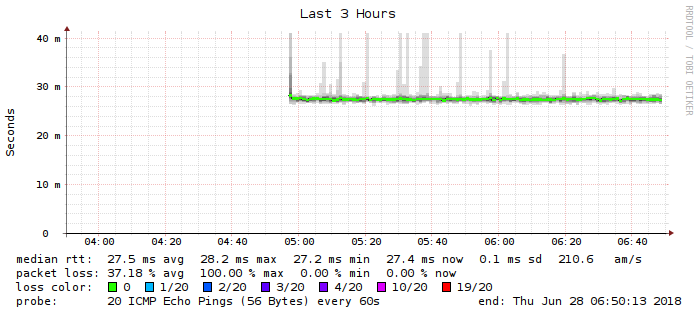 Last 3 Hours
RRDTOOL / TOBI OETIKER
Seconds
40 m
30 m
20 m
10 m
0
04:00 04:20 04:40 05:00 05:20 05:40 06:00 06:20 06:40
median rtt: 27.5 ms avg 28.2 ms max 27.2 ms min 27.4 ms now 0.1 ms sd 210.6 am/s
packet loss: 37.18 % avg 100.00 % max 0.00 % min 0.00 % now
loss color: 0 1/20 2/20 3/20 4/20 10/20 19/20
probe: 20 ICMP Echo Pings (56 Bytes) every 60s end: Thu Jun 28 06:50:13 2018